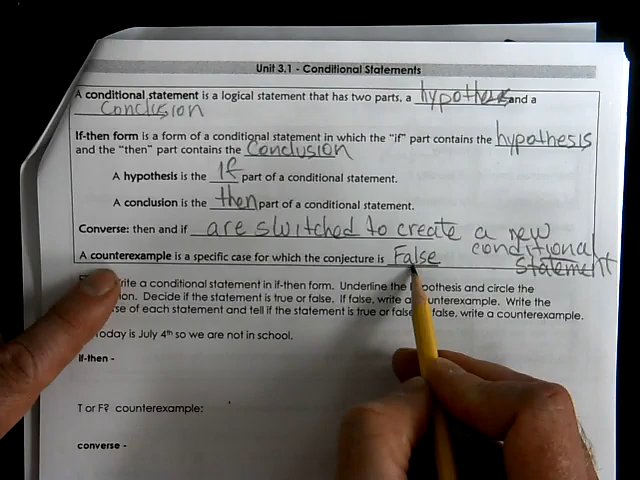 Unit 3.1 - Conditional Statements
A conditional statement is a logical statement that has two parts, a hypothesis and a
Conclusion
If-then form is a form of a conditional statement in which the "if" part contains the hypothesis
and the "then" part contains the Conclusion
A hypothesis is the If part of a conditional statement.
A conclusion is the then part of a conditional statement.
Converse: then and if are switched to create a new
conditional
statement
A counterexample is a specific case for which the conjecture is False
write a conditional statement in if-then form. Underline the hypothesis and circle the
Decide if the statement is true or false. If false, write a counterexample. Write the
of each statement and tell if the statement is true or false. false, write a counterexample.
Today is July 4th so we are not in school.
If-then -
T or F? counterexample:
converse -